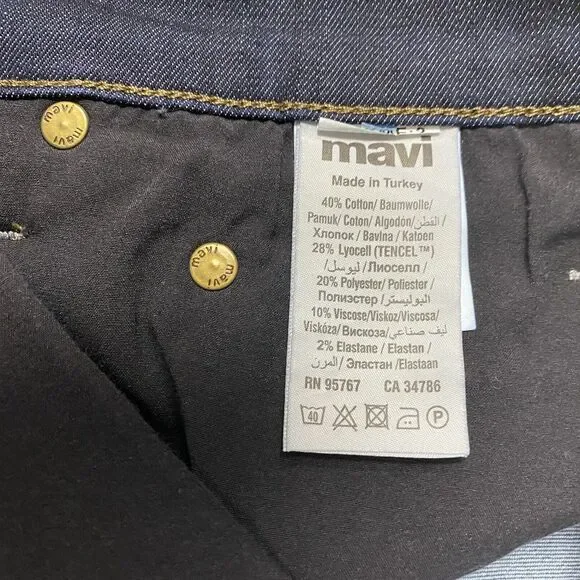 mavi
mavi
mavi
mavi
mavi
Made in Turkey
40% Cotton/ Baumwolle/
Pamuk/ Coton/ Algodón/القطن/
Хлопок / Bavlna / Katoen
28% Lyocell (TENCEL™)
/ ليوسل/ Лиоселл /
20% Polyester/ Poliester /
Полиэстер /البوليستر/
10% Viscose/Viskoz/Viscosa/
Viskóza/Вискоза/ليف صناعي/
2% Elastane/ Elastan /
المرن/ Эластан /Elastaan
RN 95767 CA 34786
40 P